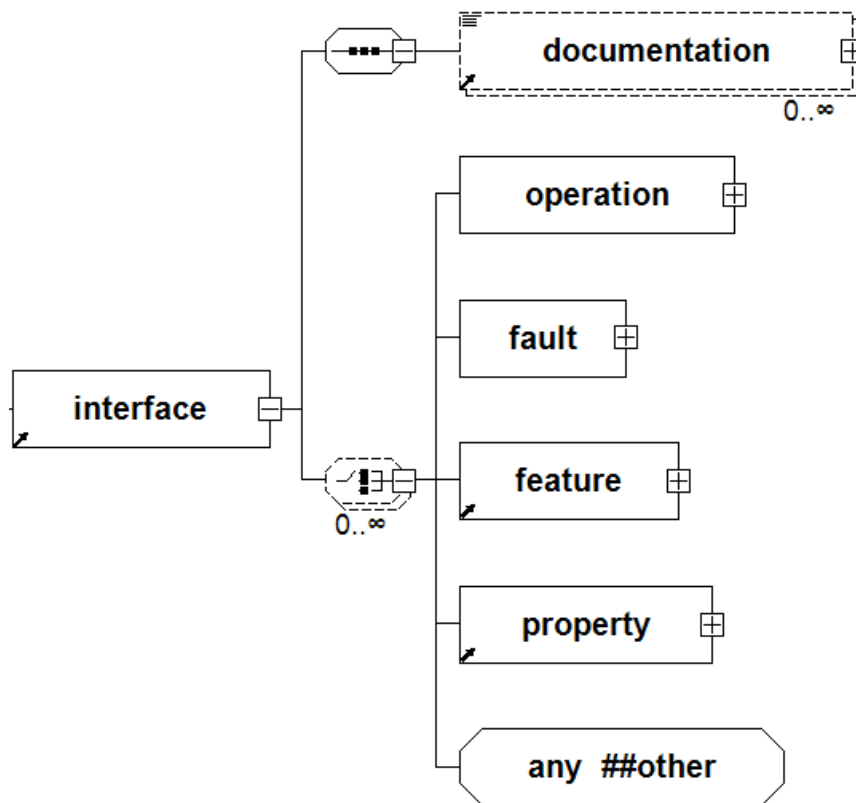 documentation
0..∞
operation
fault
interface
feature
0..∞
property
any ##other